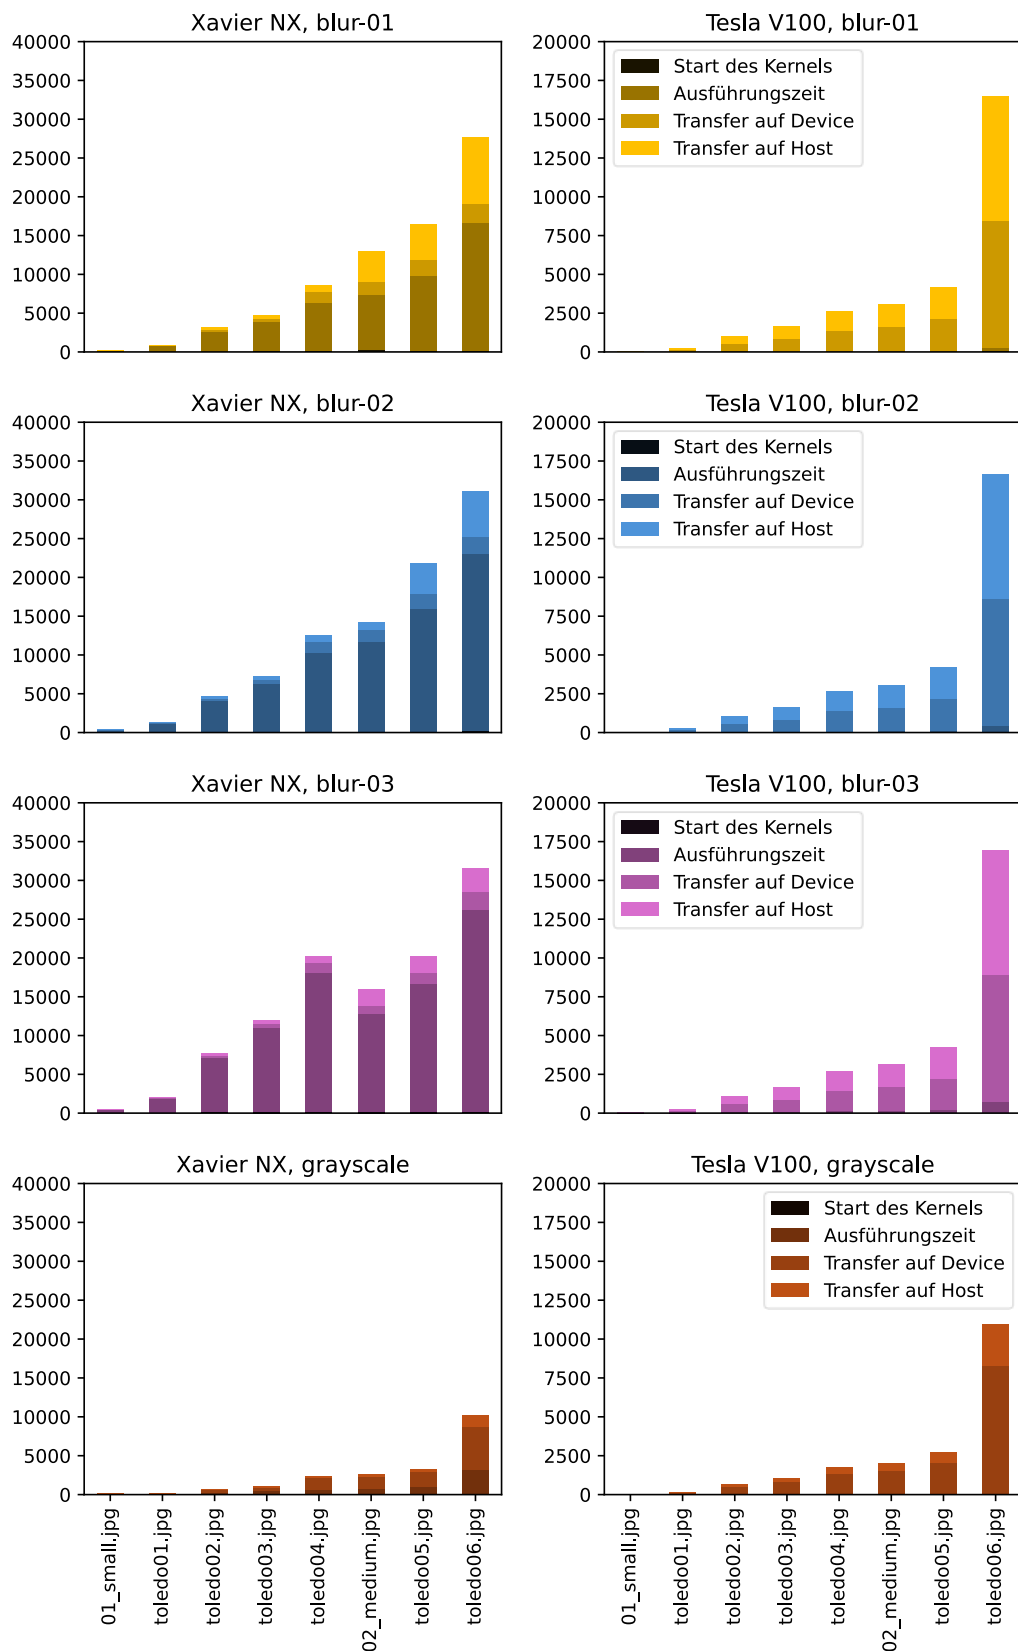 Xavier NX, blur-01
40000
35000
30000
25000
20000
15000
10000
5000
0
Tesla V100, blur-01
20000
17500
15000
12500
10000
7500
5000
2500
0
Start des Kernels
Ausführungszeit
Transfer auf Device
Transfer auf Host
Xavier NX, blur-02
40000
35000
30000
25000
20000
15000
10000
5000
0
Tesla V100, blur-02
20000
17500
15000
12500
10000
7500
5000
2500
0
Start des Kernels
Ausführungszeit
Transfer auf Device
Transfer auf Host
Xavier NX, blur-03
40000
35000
30000
25000
20000
15000
10000
5000
0
Tesla V100, blur-03
20000
17500
15000
12500
10000
7500
5000
2500
0
Start des Kernels
Ausführungszeit
Transfer auf Device
Transfer auf Host
Xavier NX, grayscale
40000
35000
30000
25000
20000
15000
10000
5000
0
01_small.jpg
toledo01.jpg
toledo02.jpg
toledo03.jpg
toledo04.jpg
02_medium.jpg
toledo05.jpg
toledo06.jpg
Tesla V100, grayscale
20000
17500
15000
12500
10000
7500
5000
2500
0
Start des Kernels
Ausführungszeit
Transfer auf Device
Transfer auf Host
01_small.jpg
toledo01.jpg
toledo02.jpg
toledo03.jpg
toledo04.jpg
02_medium.jpg
toledo05.jpg
toledo06.jpg